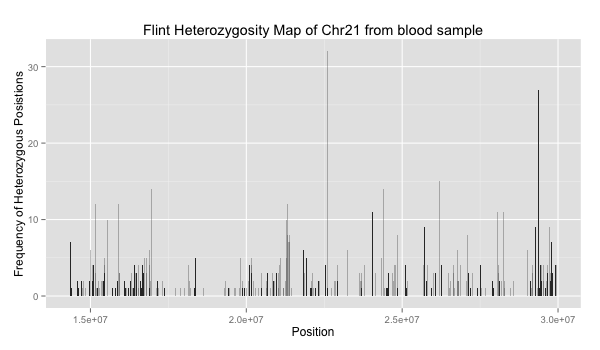 Flint Heterozygosity Map of Chr21 from blood sample
Frequency of Heterozygous Posistions
30
20
10
0
1.5e+07
2.0e+07
2.5e+07
3.0e+07
Position